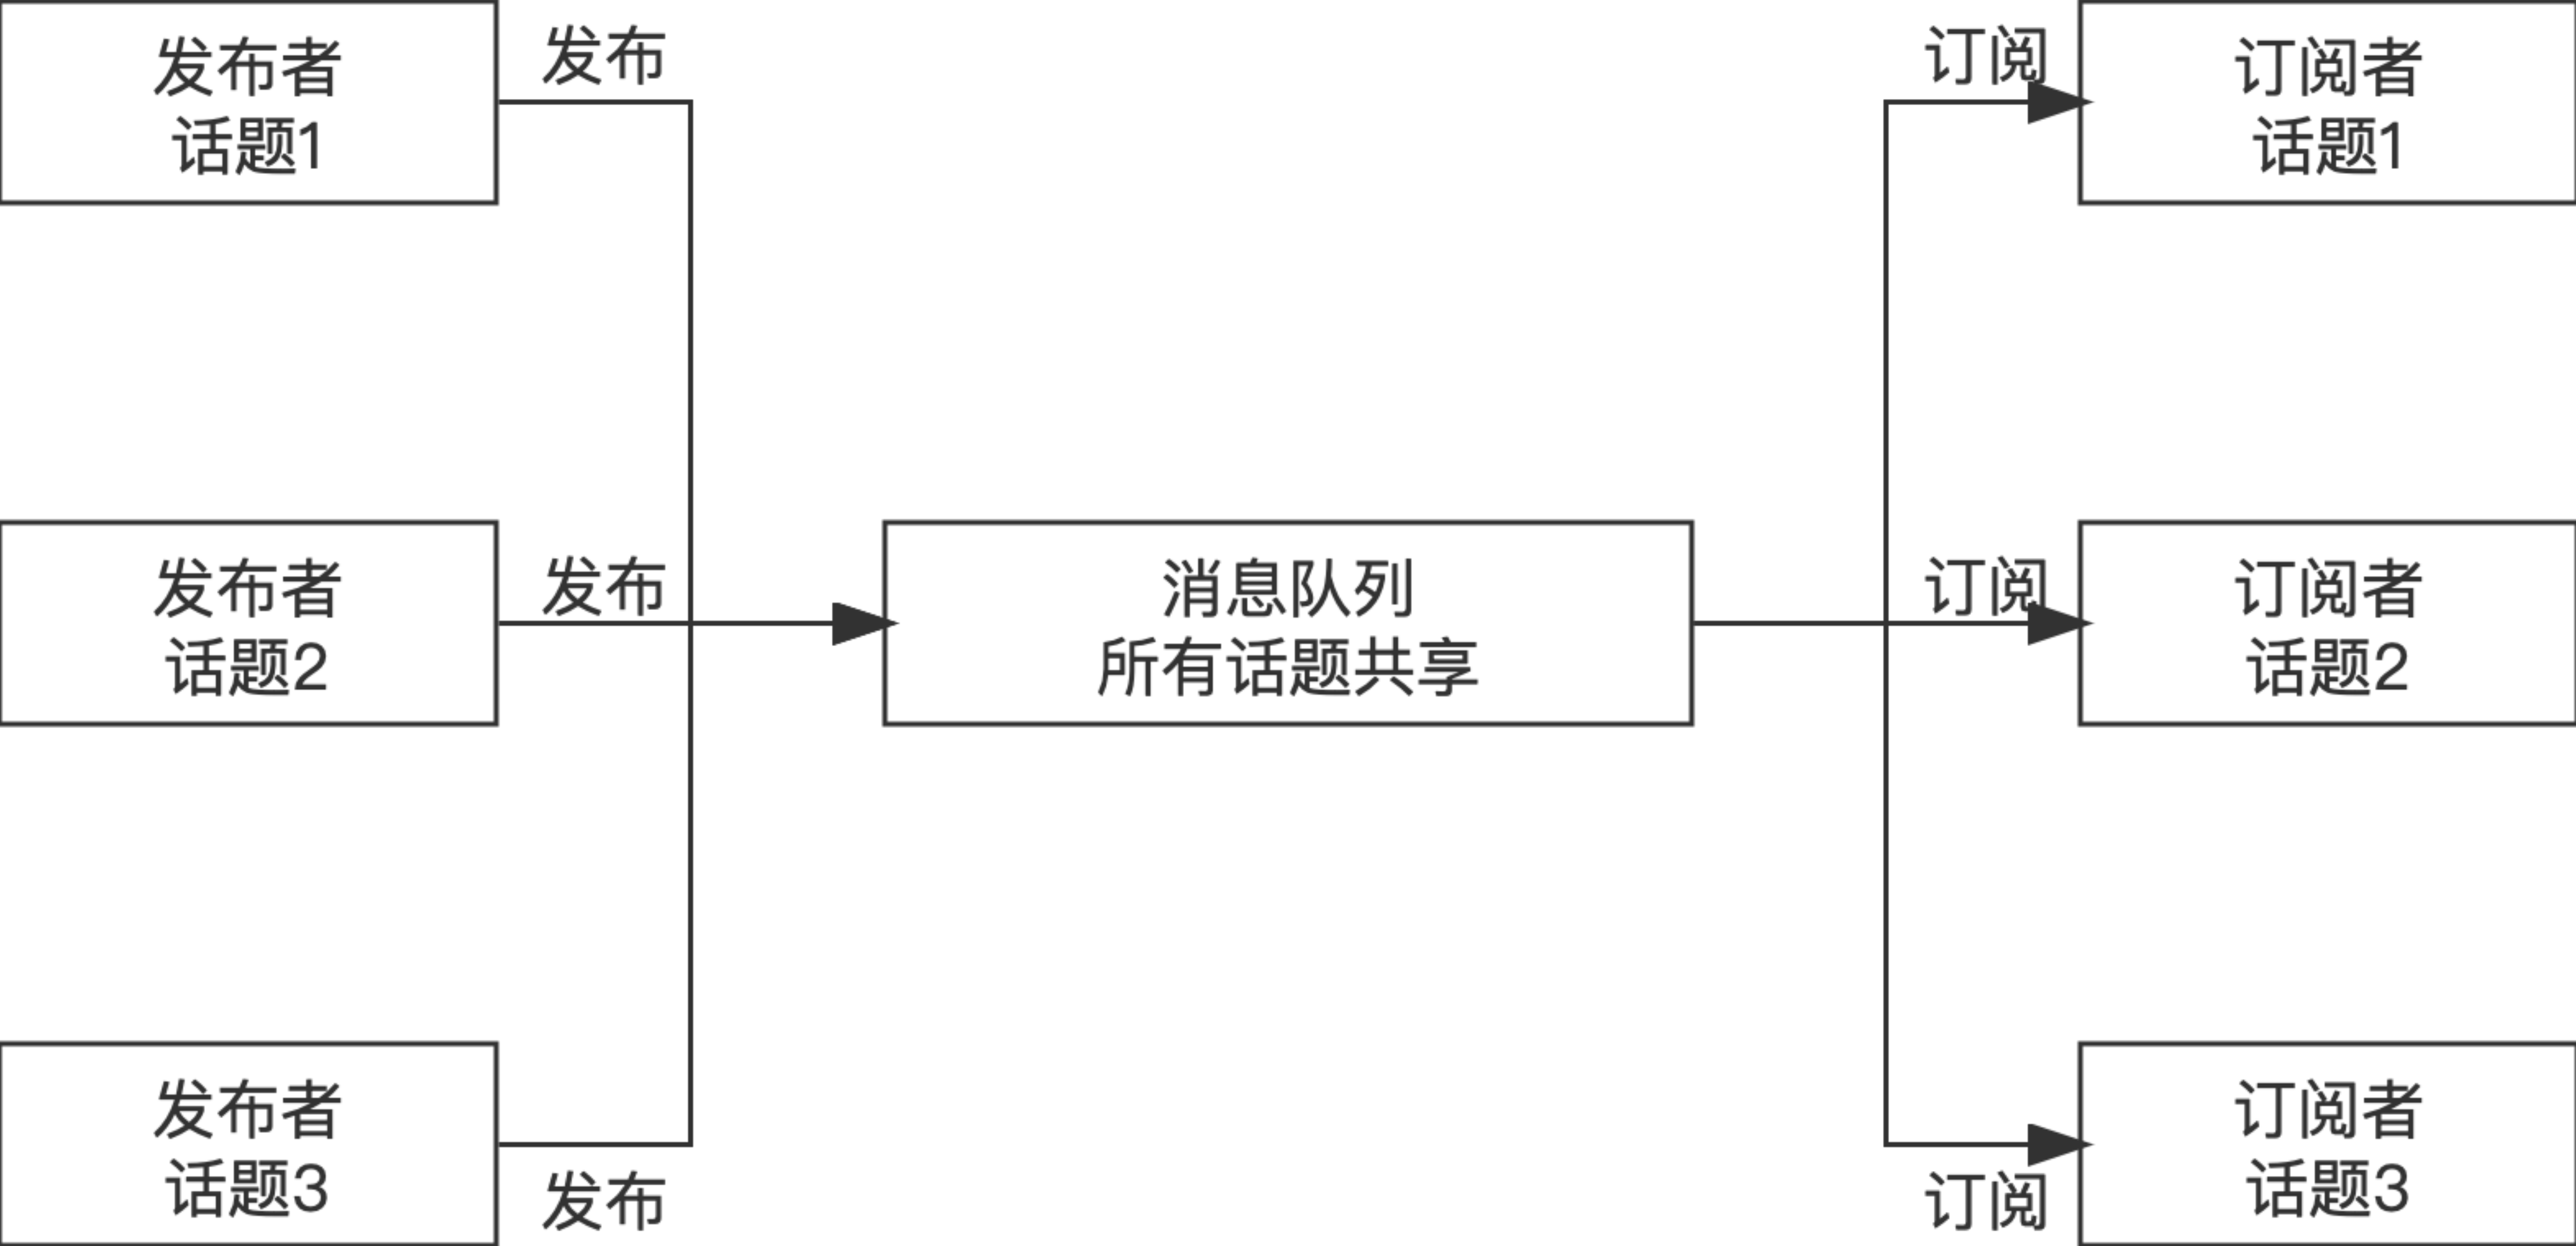 发布者
话题1
发布
订阅
订阅者
话题1
发布者
话题2
发布
消息队列
所有话题共享
订阅
订阅者
话题2
发布者
话题3
发布
订阅
订阅者
话题3